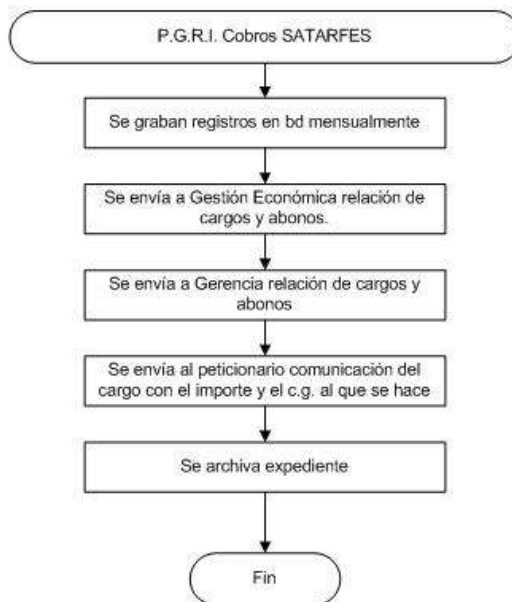 P.G.R.I. Cobros SATARFES
Se graban registros en bd mensualmente
Se envía a Gestión Económica relación de
cargos y abonos.
Se envía a Gerencia relación de cargos y
abonos
Se envía al peticionario comunicación del
cargo con el importe y el c.g. al que se hace
Se archiva expediente
Fin